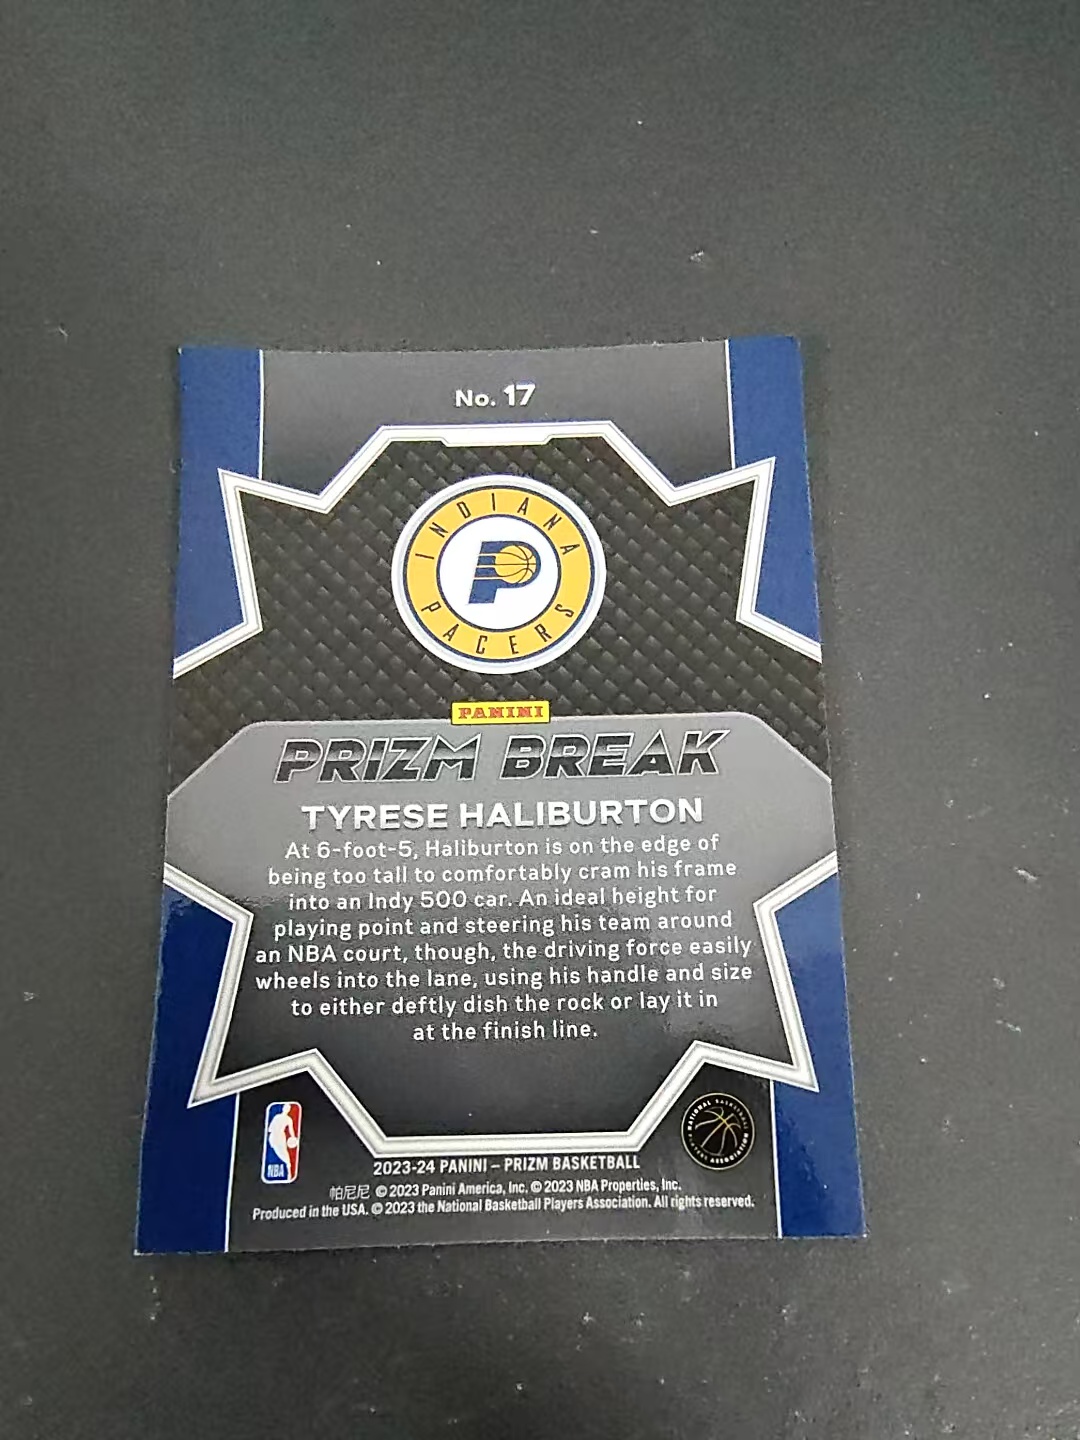 No. 17
INDIANA
PACERS
P
PANINI
PRIZM BREAK
TYRESE HALIBURTON
At 6-foot-5, Haliburton is on the edge of
being too tall to comfortably cram his frame
into an Indy 500 car. An ideal height for
playing point and steering his team around
an NBA court, though, the driving force easily
wheels into the lane, using his handle and size
to either deftly dish the rock or lay it in
at the finish line.
NBA
NATIONAL BASKETBALL
PLAYERS ASSOCIATION
2023-24 PANINI – PRIZM BASKETBALL
帕尼尼 © 2023 Panini America, Inc. © 2023 NBA Properties, Inc.
Produced in the USA. © 2023 the National Basketball Players Association. All rights reserved.